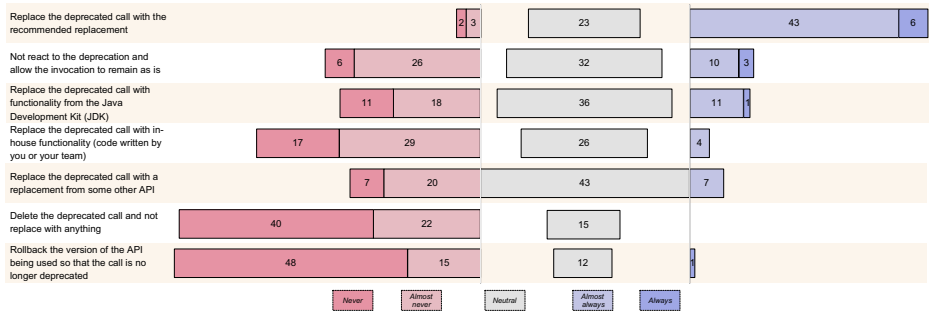 Replace the deprecated call with the
recommended replacement
2 3 23 43 6
Not react to the deprecation and
allow the invocation to remain as is
6 26 32 10 3
Replace the deprecated call with
functionality from the Java
Development Kit (JDK)
11 18 36 11 1
Replace the deprecated call with in-
house functionality (code written by
you or your team)
17 29 26 4
Replace the deprecated call with a
replacement from some other API
7 20 43 7
Delete the deprecated call and not
replace with anything
40 22 15
Rollback the version of the API
being used so that the call is no
longer deprecated
48 15 12 1
Never Almost never Neutral Almost always Always